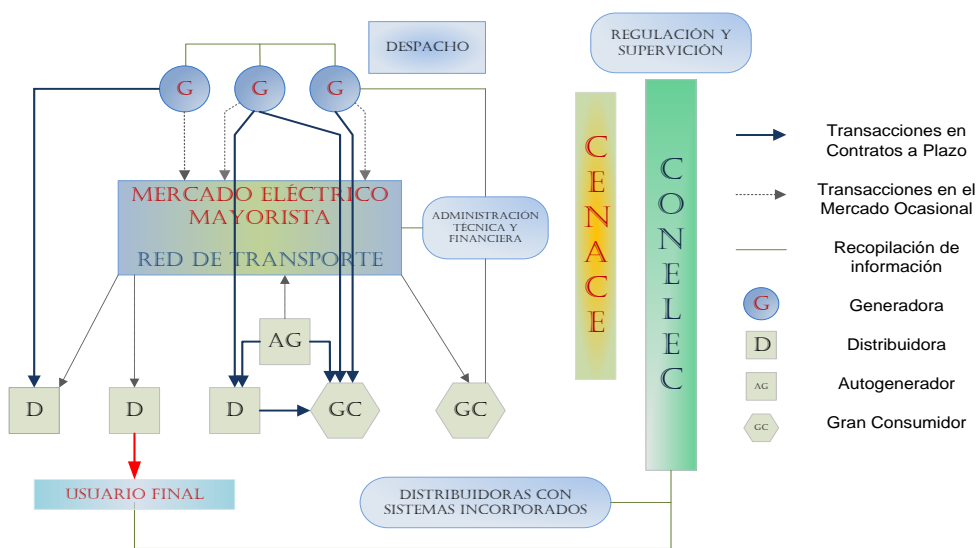 DESPACHO
REGULACIÓN Y
SUPERVICIÓN
G
G
G
MERCADO ELÉCTRICO
MAYORISTA
RED DE TRANSPORTE
ADMINISTRACIÓN
TÉCNICA Y
FINANCIERA
CENACE
CONELEC
AG
D
D
D
GC
GC
USUARIO FINAL
DISTRIBUIDORAS CON
SISTEMAS INCORPORADOS
Transacciones en
Contratos a Plazo
Transacciones en el
Mercado Ocasional
Recopilación de
información
G
Generadora
D
Distribuidora
AG
Autogenerador
GC
Gran Consumidor